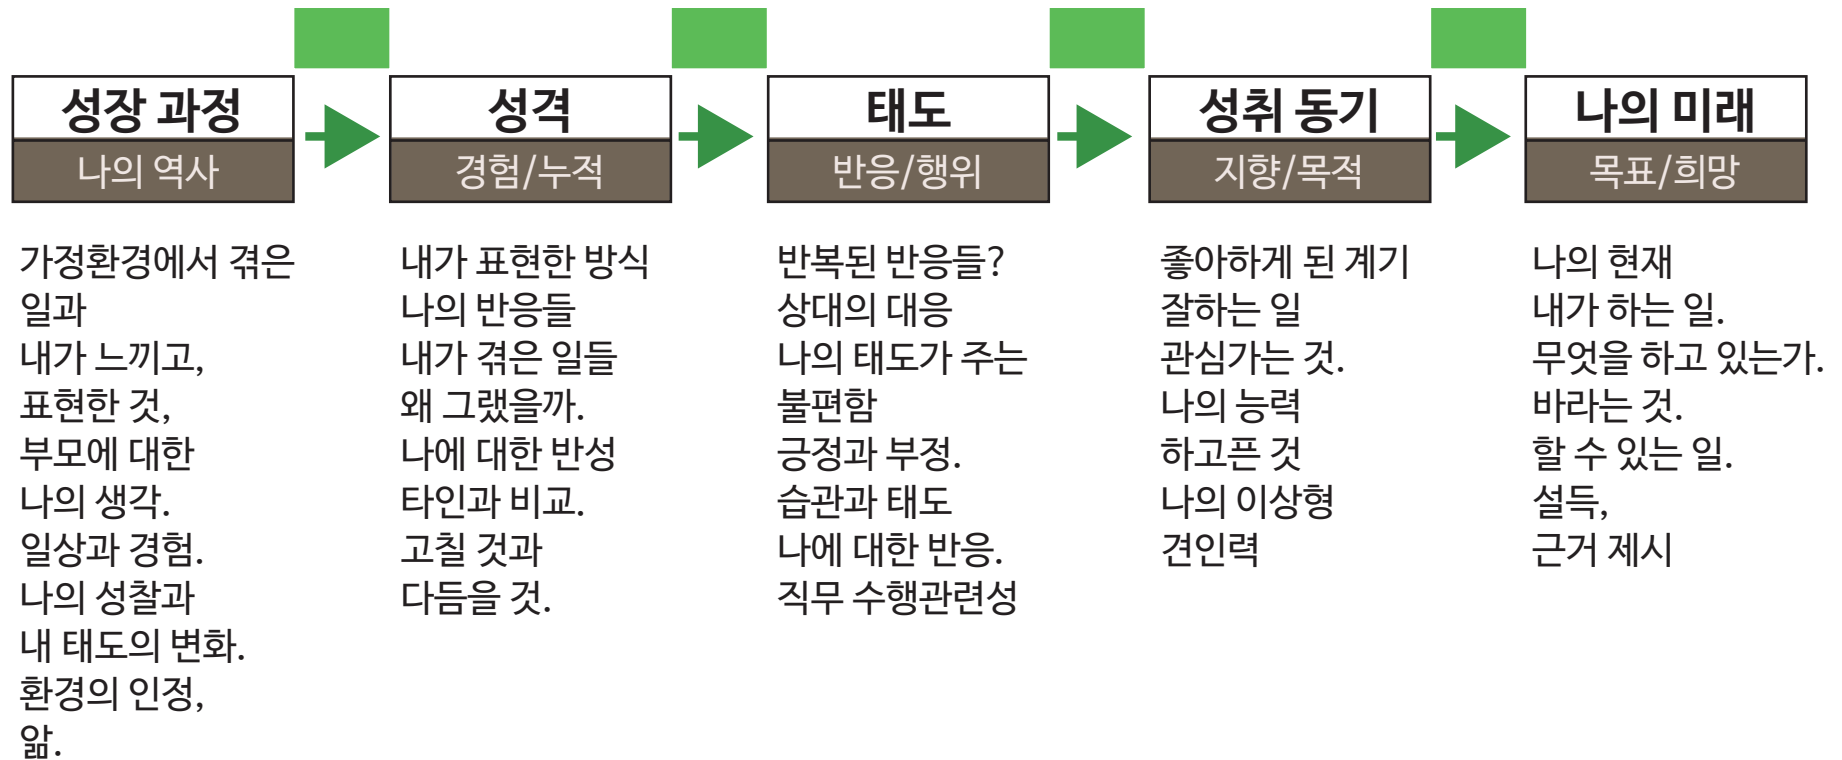 성장 과정
나의 역사
가정환경에서 겪은
일과
내가 느끼고,
표현한 것,
부모에 대한
나의 생각.
일상과 경험.
나의 성찰과
내 태도의 변화.
환경의 인정,
앎.
성격
경험/누적
내가 표현한 방식
나의 반응들
내가 겪은 일들
왜 그랬을까.
나에 대한 반성
타인과 비교.
고칠 것과
다듬을 것.
태도
반응/행위
반복된 반응들?
상대의 대응
나의 태도가 주는
불편함
긍정과 부정.
습관과 태도
나에 대한 반응.
직무 수행관련성
성취 동기
지향/목적
좋아하게 된 계기
잘하는 일
관심가는 것.
나의 능력
하고픈 것
나의 이상형
견인력
나의 미래
목표/희망
나의 현재
내가 하는 일.
무엇을 하고 있는가.
바라는 것.
할 수 있는 일.
설득,
근거 제시